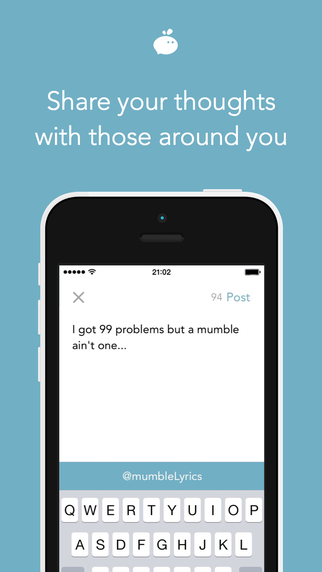 Share your thoughts
with those around you
21:02
94 Post
I got 99 problems but a mumble
ain't one...
@mumbleLyrics
Q W E R T Y U I O P
A S D F G H J K L